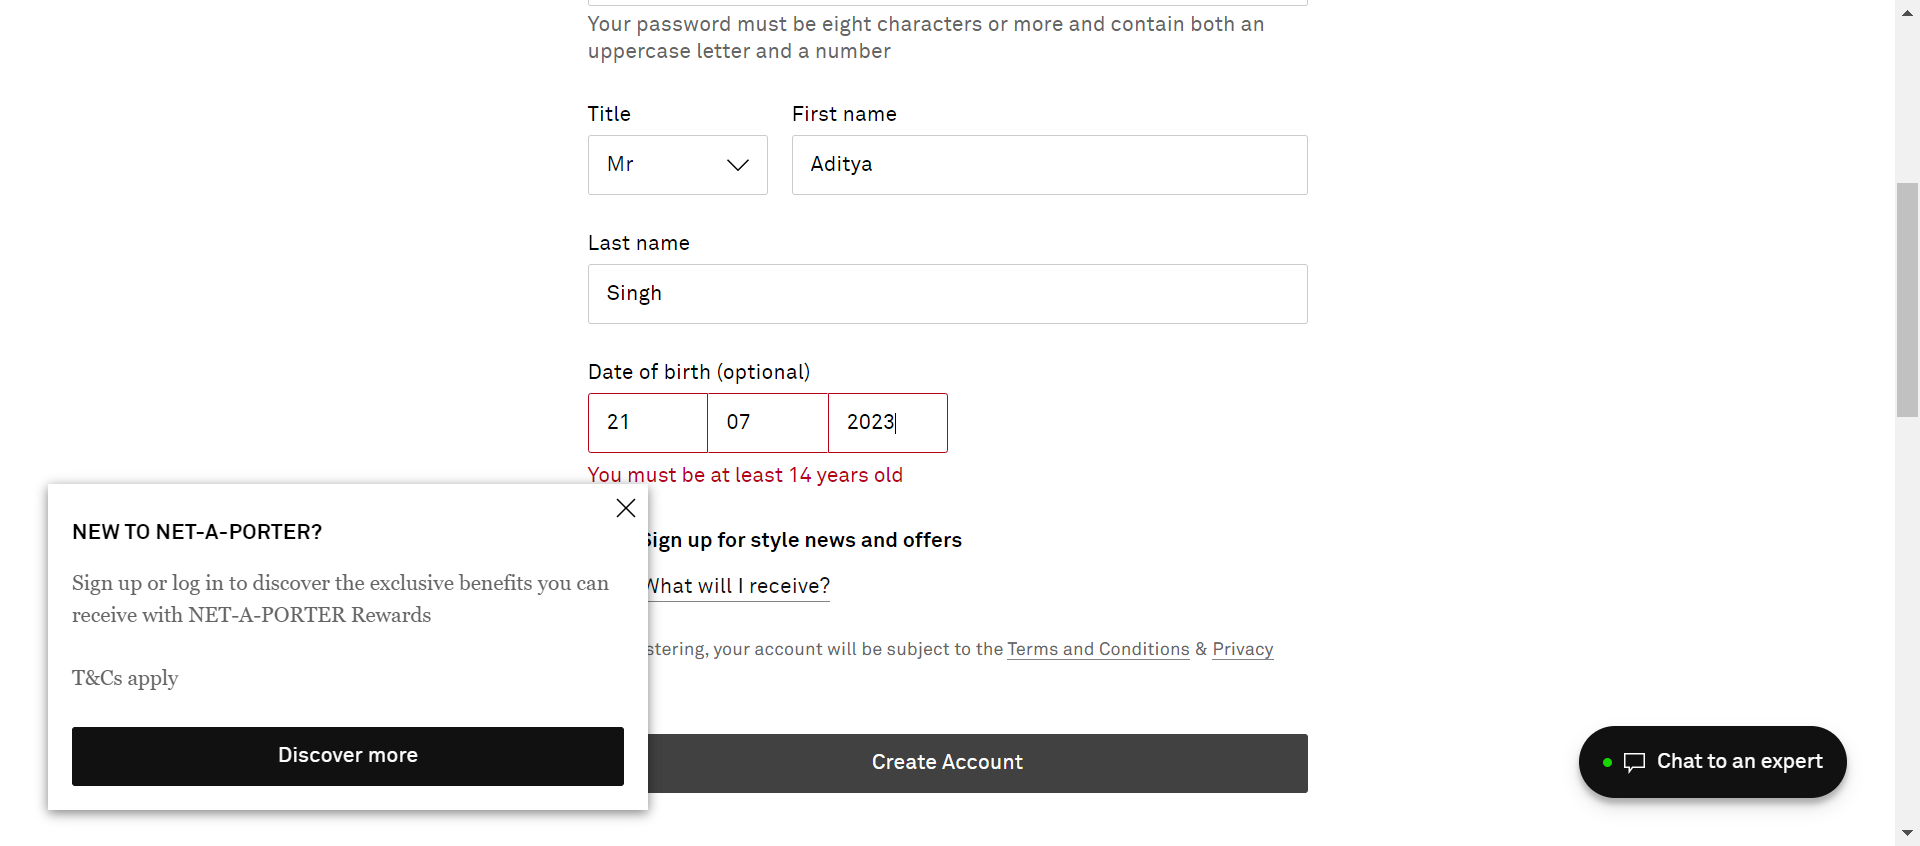 Your password must be eight characters or more and contain both an
uppercase letter and a number
Title
First name
Mr
Aditya
Last name
Singh
Date of birth (optional)
21
07
2023
You must be at least 14 years old
NEW TO NET-A-PORTER?
Sign up or log in to discover the exclusive benefits you can
receive with NET-A-PORTER Rewards
T&Cs apply
Discover more
Sign up for style news and offers
What will I receive?
stering, your account will be subject to the Terms and Conditions & Privacy
Create Account
Chat to an expert